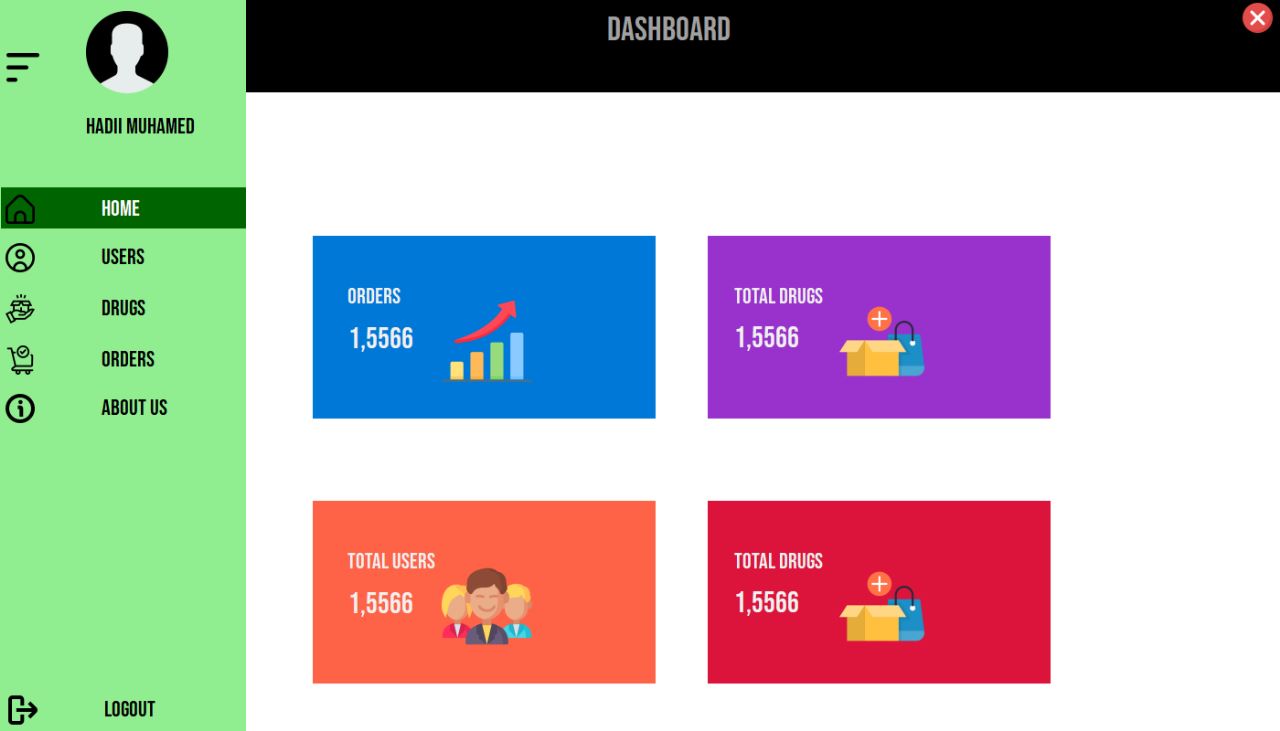 DASHBOARD
HADII MUHAMED
HOME
USERS
DRUGS
ORDERS
ABOUT US
LOGOUT
ORDERS
1,5566
TOTAL DRUGS
1,5566
TOTAL USERS
1,5566
TOTAL DRUGS
1,5566